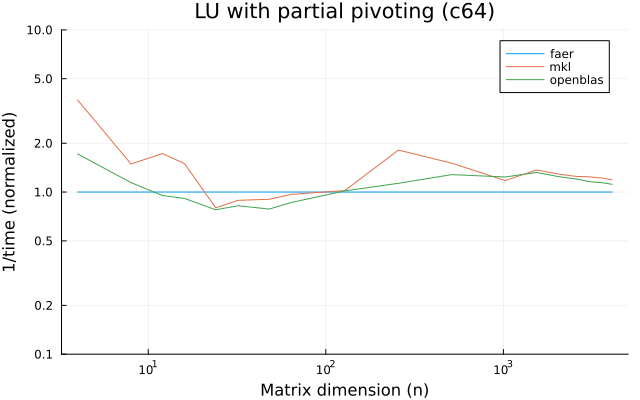 LU with partial pivoting (c64)
10.0
5.0
2.0
1.0
0.5
0.2
0.1
1/time (normalized)
faer
mkl
openblas
10¹
10²
10³
Matrix dimension (n)